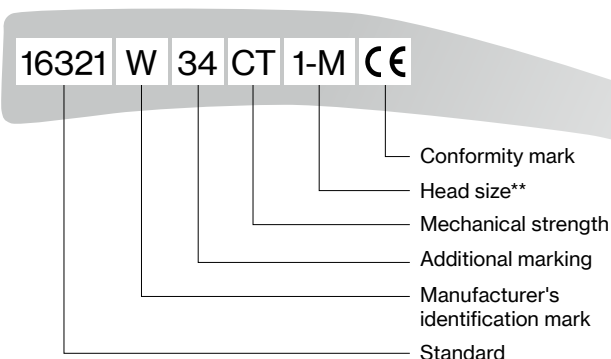 16321 W 34 CT 1-M CE
Conformity mark
Head size**
Mechanical strength
Additional marking
Manufacturer's
identification mark
Standard